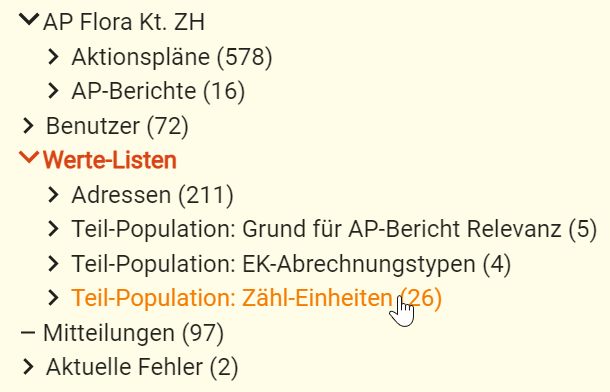 AP Flora Kt. ZH
Aktionspläne (578)
AP-Berichte (16)
Benutzer (72)
Werte-Listen
Adressen (211)
Teil-Population: Grund für AP-Bericht Relevanz (5)
Teil-Population: EK-Abrechnungstypen (4)
Teil-Population: Zähl-Einheiten (26)
Mitteilungen (97)
Aktuelle Fehler (2)